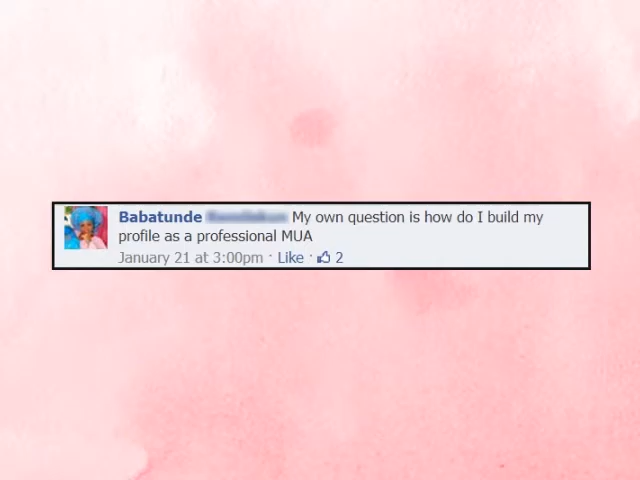 Babatunde My own question is how do I build my
profile as a professional MUA
January 21 at 3:00pm · Like · 2